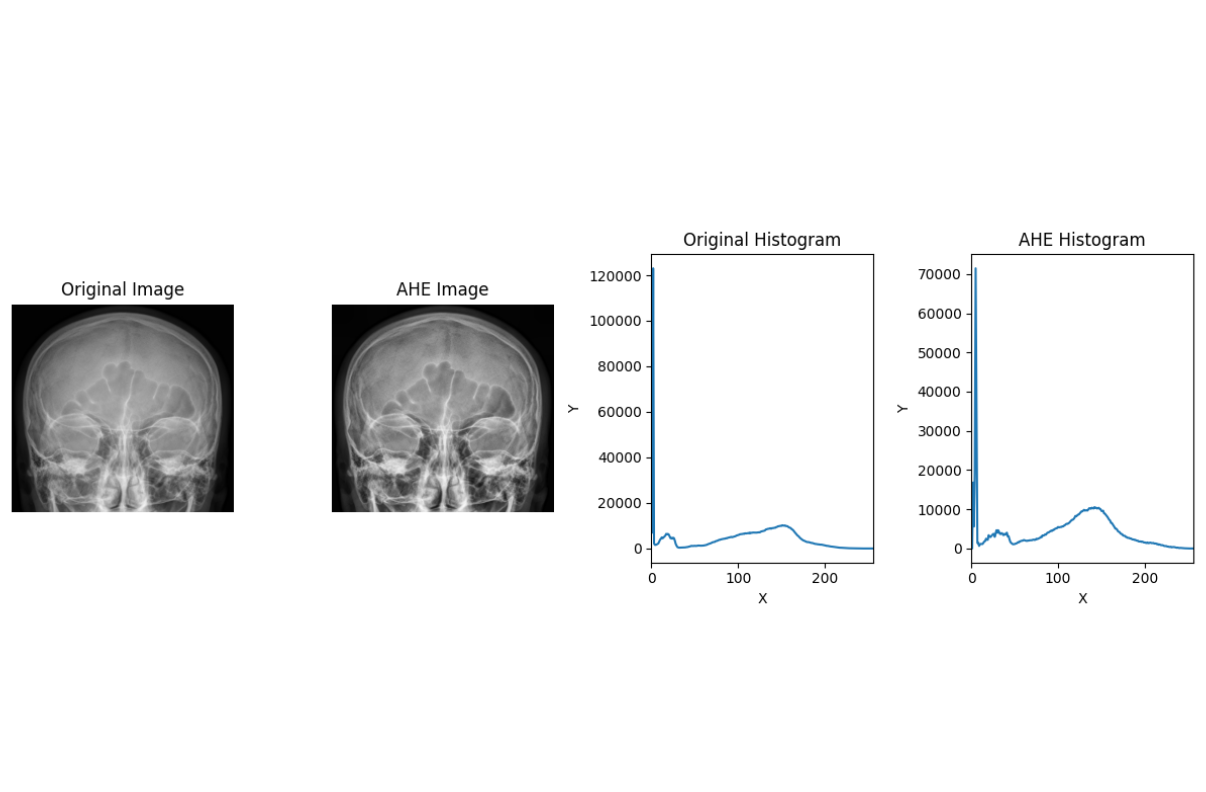 Original Image
AHE Image
Original Histogram
120000
100000
80000
60000
40000
20000
0
Y
0 100 200
X
AHE Histogram
70000
60000
50000
40000
30000
20000
10000
0
Y
0 100 200
X